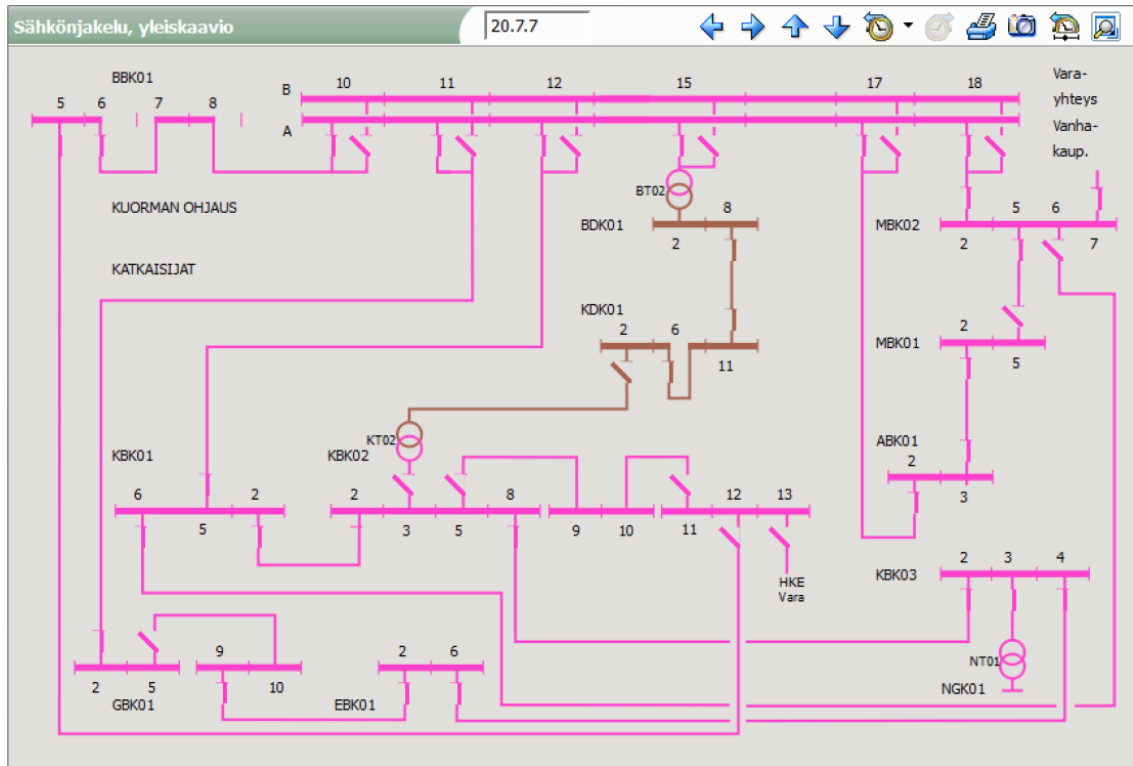 Sähkönjakelu, yleiskaavio
20.7.7
BBK01
5 6 7 8
B 10 11 12 15 17 18
A
Vara-
yhteys
Vanha-
kaup.
KUORMAN OHJAUS
KATKAISIJAT
BT02
BDK01
8
2
MBK02
5 6
2 7
KDK01
2 6
11
MBK01
2
5
KT02
KBK01
6 2
5
KBK02
2 8
3 5
9 10
12 13
11
HKE
Vara
ABK01
2
3
KBK03
2 3 4
NT01
NGK01
2 5
GBK01
9
10
EBK01
2 6